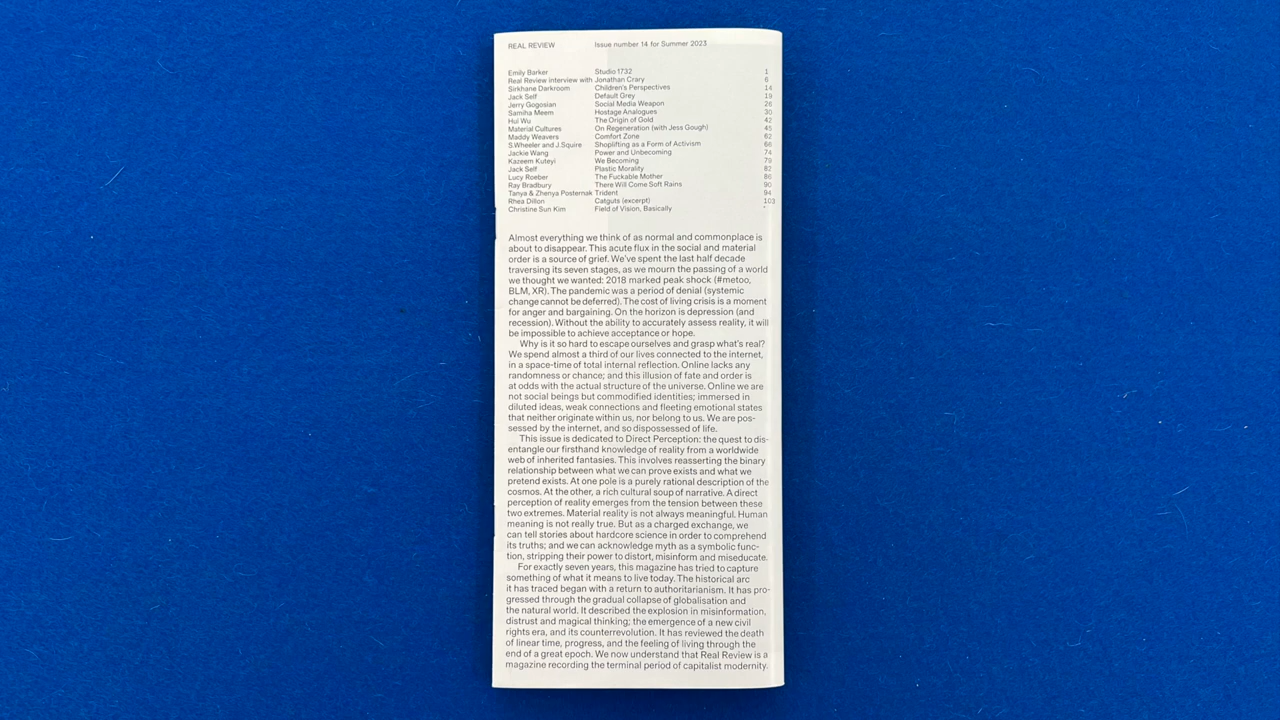 REAL REVIEW Issue number 14 for Summer 2023
Emily Barker Studio 1732 1
Real Review interview with Jonathan Crary 6
Sirkhane Darkroom Children's Perspectives 14
Jack Self Default Grey 19
Jerry Gogosian Social Media Weapon 26
Samiha Meem Hostage Analogues 30
Hui Wu The Origin of Gold 42
Material Cultures On Regeneration (with Jess Gough) 45
Maddy Weavers Comfort Zone 62
S.Wheeler and J.Squire Shoplifting as a Form of Activism 66
Jackie Wang Power and Unbecoming 74
Kazeem Kuteyi We Becoming 79
Jack Self Plastic Morality 82
Lucy Roeber The Fuckable Mother 86
Ray Bradbury There Will Come Soft Rains 90
Tanya & Zhenya Posternak Trident 94
Rhea Dillon Catguts (excerpt) 103
Christine Sun Kim Field of Vision, Basically
Almost everything we think of as normal and commonplace is
about to disappear. This acute flux in the social and material
order is a source of grief. We've spent the last half decade
traversing its seven stages, as we mourn the passing of a world
we thought we wanted: 2018 marked peak shock (#metoo,
BLM, XR). The pandemic was a period of denial (systemic
change cannot be deferred). The cost of living crisis is a moment
for anger and bargaining. On the horizon is depression (and
recession). Without the ability to accurately assess reality, it will
be impossible to achieve acceptance or hope.
Why is it so hard to escape ourselves and grasp what's real?
We spend almost a third of our lives connected to the internet,
in a space-time of total internal reflection. Online lacks any
randomness or chance; and this illusion of fate and order is
at odds with the actual structure of the universe. Online we are
not social beings but commodified identities; immersed in
diluted ideas, weak connections and fleeting emotional states
that neither originate within us, nor belong to us. We are pos-
sessed by the internet, and so dispossessed of life.
This issue is dedicated to Direct Perception: the quest to dis-
entangle our firsthand knowledge of reality from a worldwide
web of inherited fantasies. This involves reasserting the binary
relationship between what we can prove exists and what we
pretend exists. At one pole is a purely rational description of the
cosmos. At the other, a rich cultural soup of narrative. A direct
perception of reality emerges from the tension between these
two extremes. Material reality is not always meaningful. Human
meaning is not really true. But as a charged exchange, we
can tell stories about hardcore science in order to comprehend
its truths; and we can acknowledge myth as a symbolic func-
tion, stripping their power to distort, misinform and miseducate.
For exactly seven years, this magazine has tried to capture
something of what it means to live today. The historical arc
it has traced began with a return to authoritarianism. It has pro-
gressed through the gradual collapse of globalisation and
the natural world. It described the explosion in misinformation,
distrust and magical thinking; the emergence of a new civil
rights era, and its counterrevolution. It has reviewed the death
of linear time, progress, and the feeling of living through the
end of a great epoch. We now understand that Real Review is a
magazine recording the terminal period of capitalist modernity.